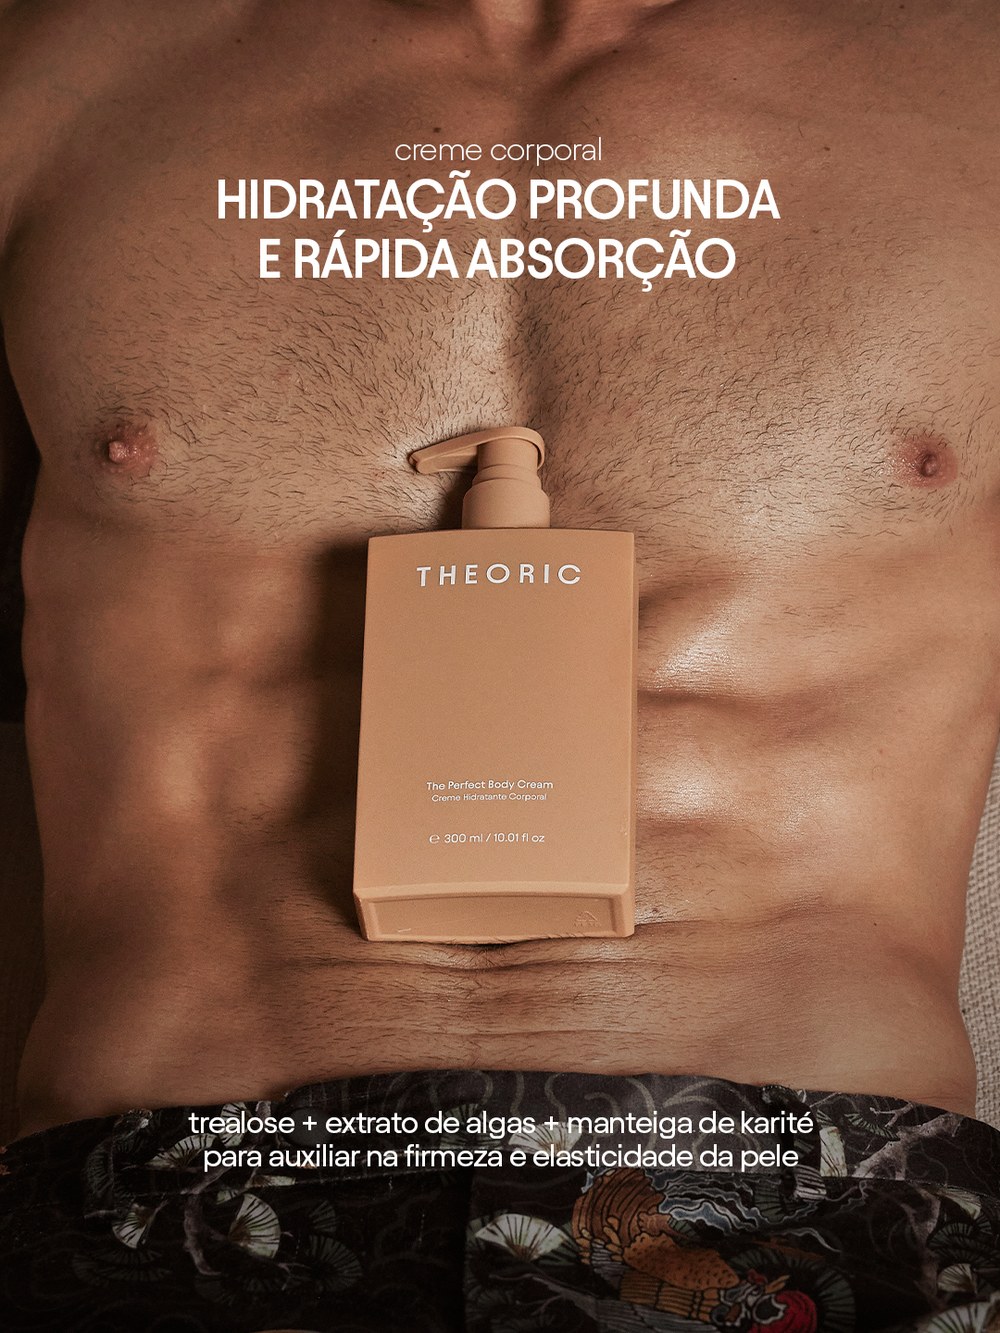 creme corporal
HIDRATAÇÃO PROFUNDA
E RÁPIDA ABSORÇÃO
THEORIC
The Perfect Body Cream
Creme Hidratante Corporal
℮ 300 ml / 10.01 fl oz
trealose + extrato de algas + manteiga de karité
para auxiliar na firmeza e elasticidade da pele